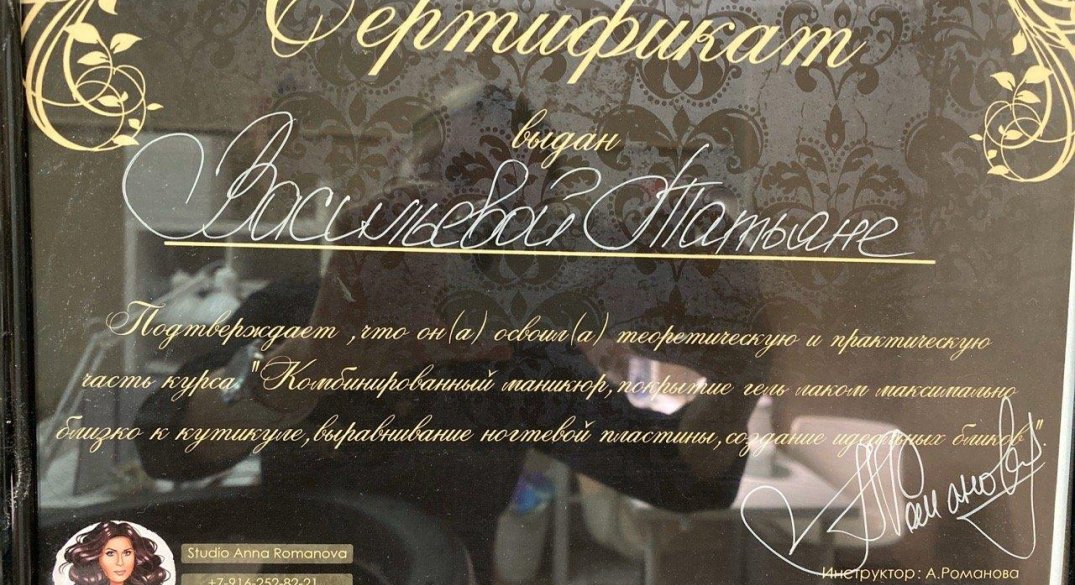 Сертификат
выдан
Васильевой Татьяне
Подтверждает ,что он(а) освоил(а) теоретическую и практическую
часть курса: "Комбинированный маникюр,покрытие гель лаком максимально
близко к кутикуле,выравнивание ногтевой пластины,создание идеальных бликов".
Романова
Studio Anna Romanova
+7-916-252-82-21
Инструктор: А.Романова